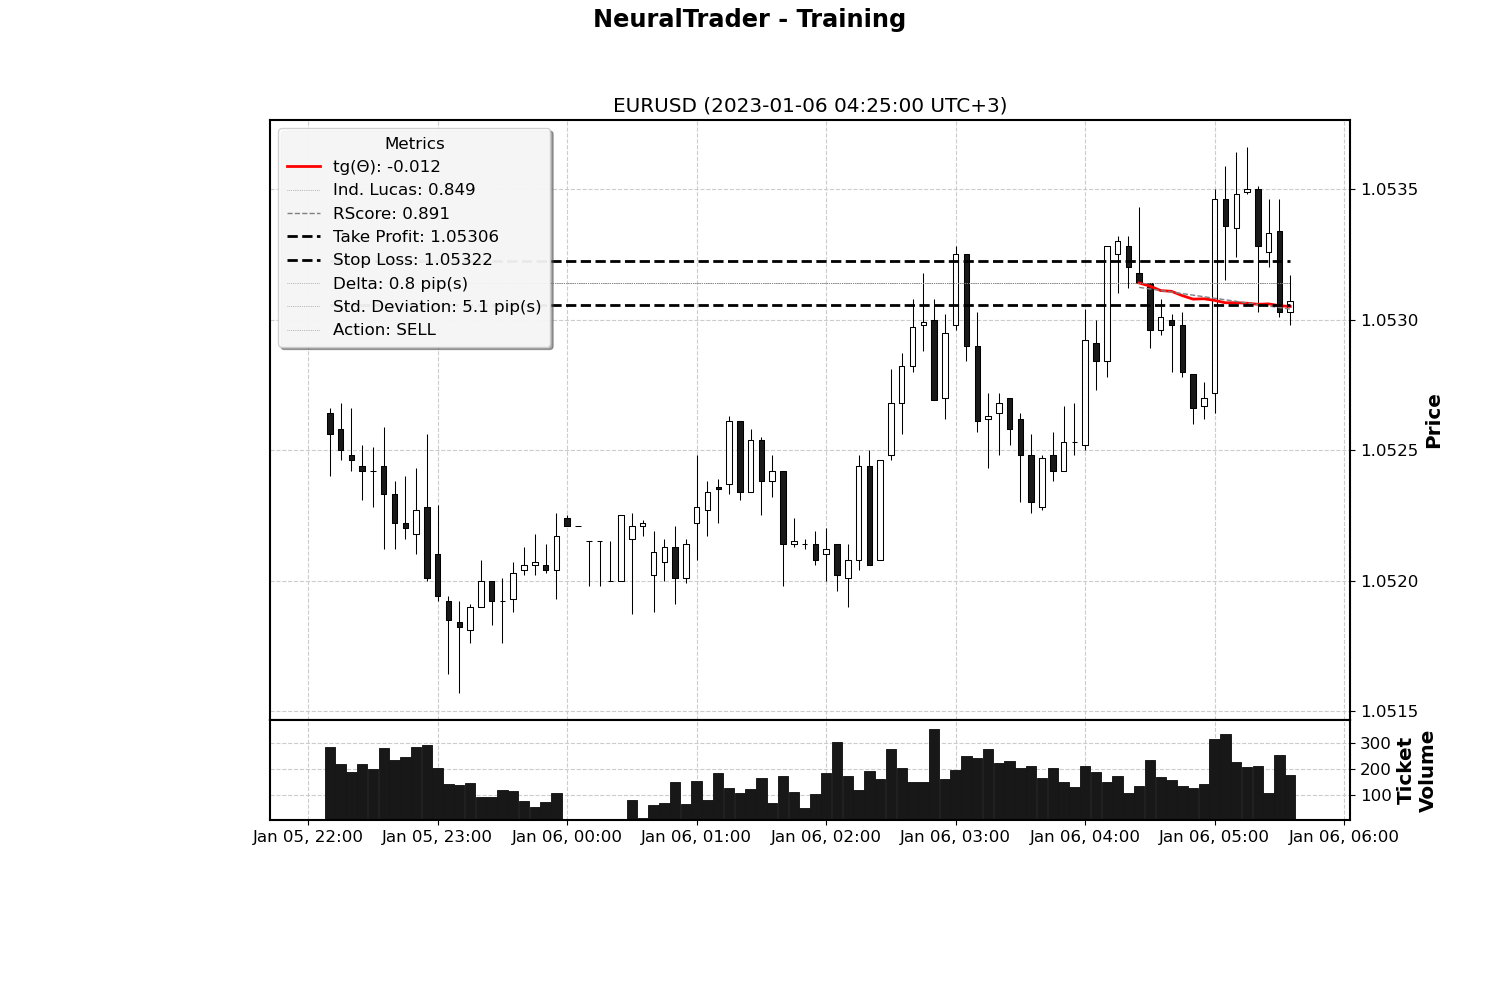 NeuralTrader - Training
EURUSD (2023-01-06 04:25:00 UTC+3)
Metrics
tg(Θ): -0.012
Ind. Lucas: 0.849
RScore: 0.891
Take Profit: 1.05306
Stop Loss: 1.05322
Delta: 0.8 pip(s)
Std. Deviation: 5.1 pip(s)
Action: SELL
1.0535
1.0530
1.0525
1.0520
1.0515
Price
300
200
100
Ticket
Volume
Jan 05, 22:00
Jan 05, 23:00
Jan 06, 00:00
Jan 06, 01:00
Jan 06, 02:00
Jan 06, 03:00
Jan 06, 04:00
Jan 06, 05:00
Jan 06, 06:00